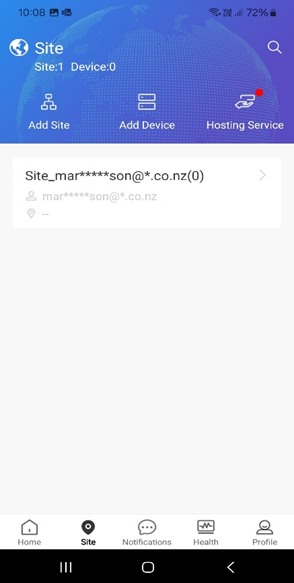 10:08 72%
Site
Site:1 Device:0
Add Site Add Device Hosting Service
Site_mar*****son@*.co.nz(0)
mar*****son@*.co.nz
--
Home Site Notifications Health Profile